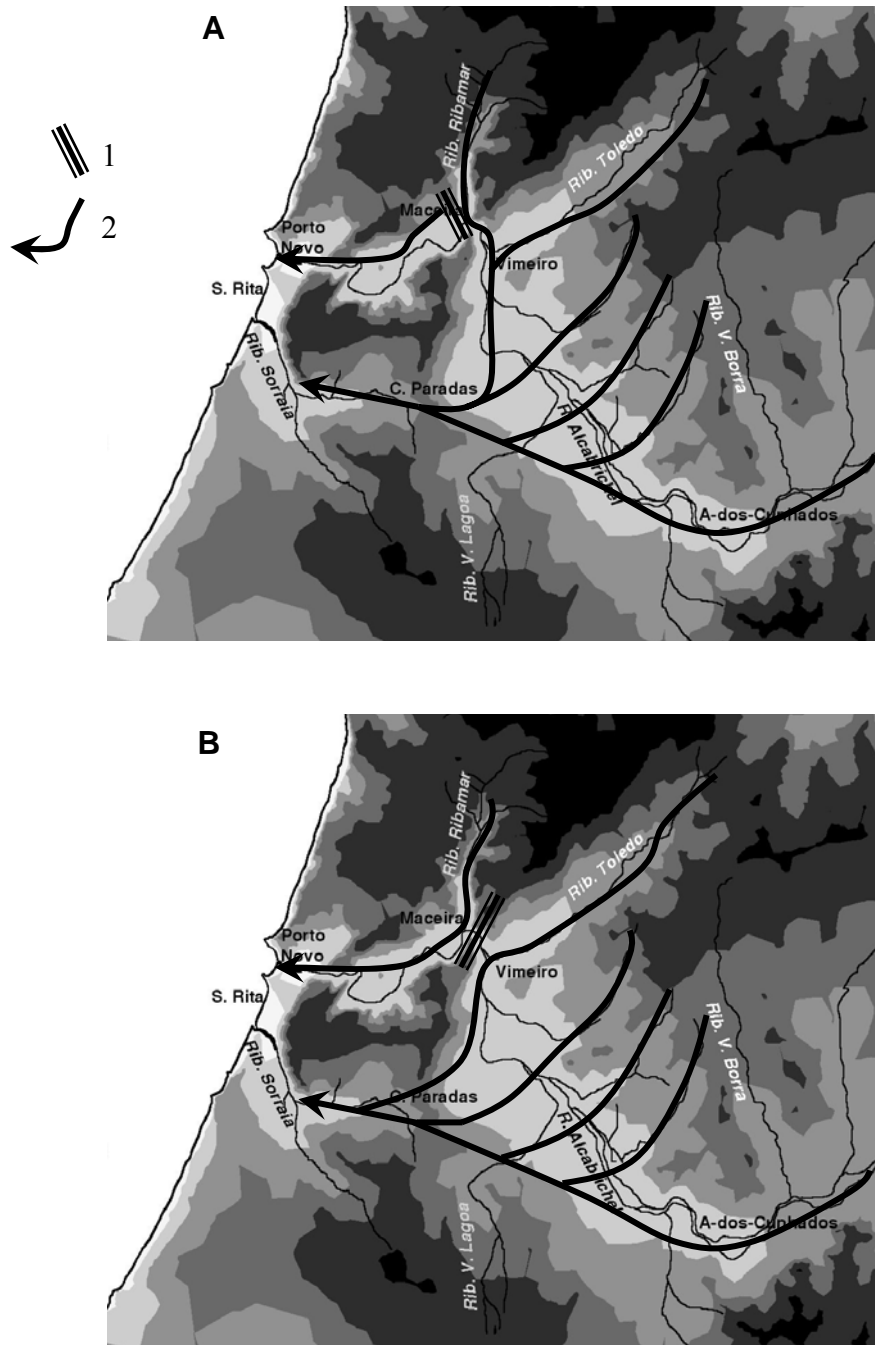 A
1
2
Rib. Ribamar
Rib. Toledo
Maceira
Porto
Novo
Vimeiro
S. Rita
Rib. V. Borra
Rib. Sorraia
C. Paradas
R. Alcabrichel
A-dos-Cunhados
Rib. V. Lagoa
B
Rib. Ribamar
Rib. Toledo
Maceira
Porto
Novo
Vimeiro
S. Rita
Rib. V. Borra
Rib. Sorraia
C. Paradas
R. Alcabrichel
A-dos-Cunhados
Rib. V. Lagoa